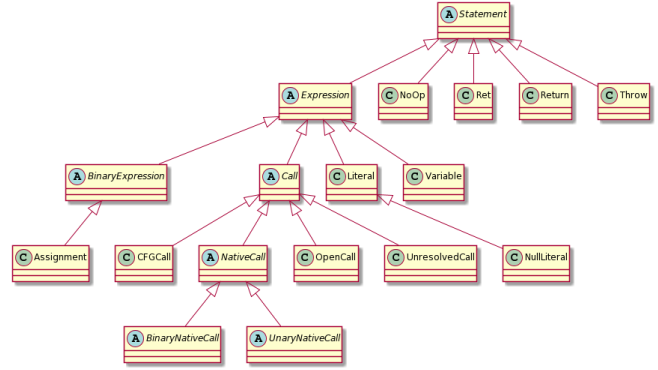 A Statement
A Expression
C NoOp
C Ret
C Return
C Throw
A BinaryExpression
A Call
C Literal
C Variable
C Assignment
C CFGCall
A NativeCall
C OpenCall
C UnresolvedCall
C NullLiteral
A BinaryNativeCall
A UnaryNativeCall